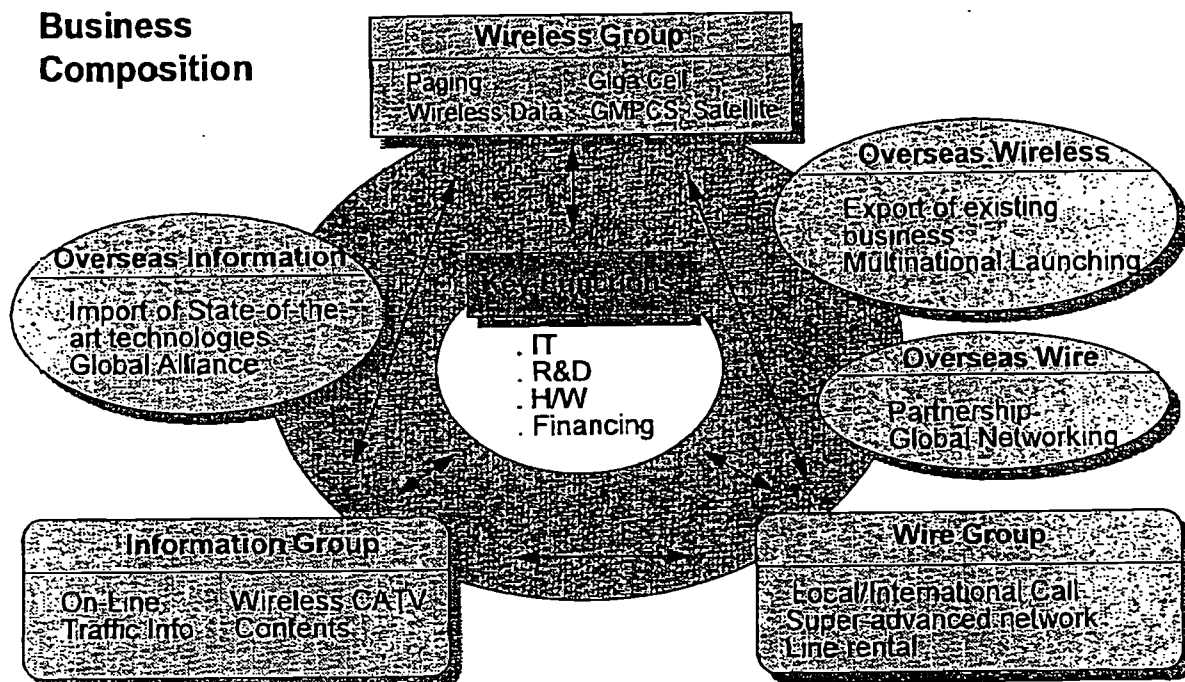 Business
Composition
Wireless Group
Paging Giga Cell
Wireless Data GMPCS, Satellite
Overseas Wireless
Export of existing
business
Multinational Launching
Overseas Information
Import of State-of-the-
art technologies
Global Alliance
Key Functions
. IT
. R&D
. H/W
. Financing
Overseas Wire
Partnership
Global Networking
Information Group
On-Line, Wireless CATV
Traffic Info Contents
Wire Group
Local/International Call
Super-advanced network
Line rental